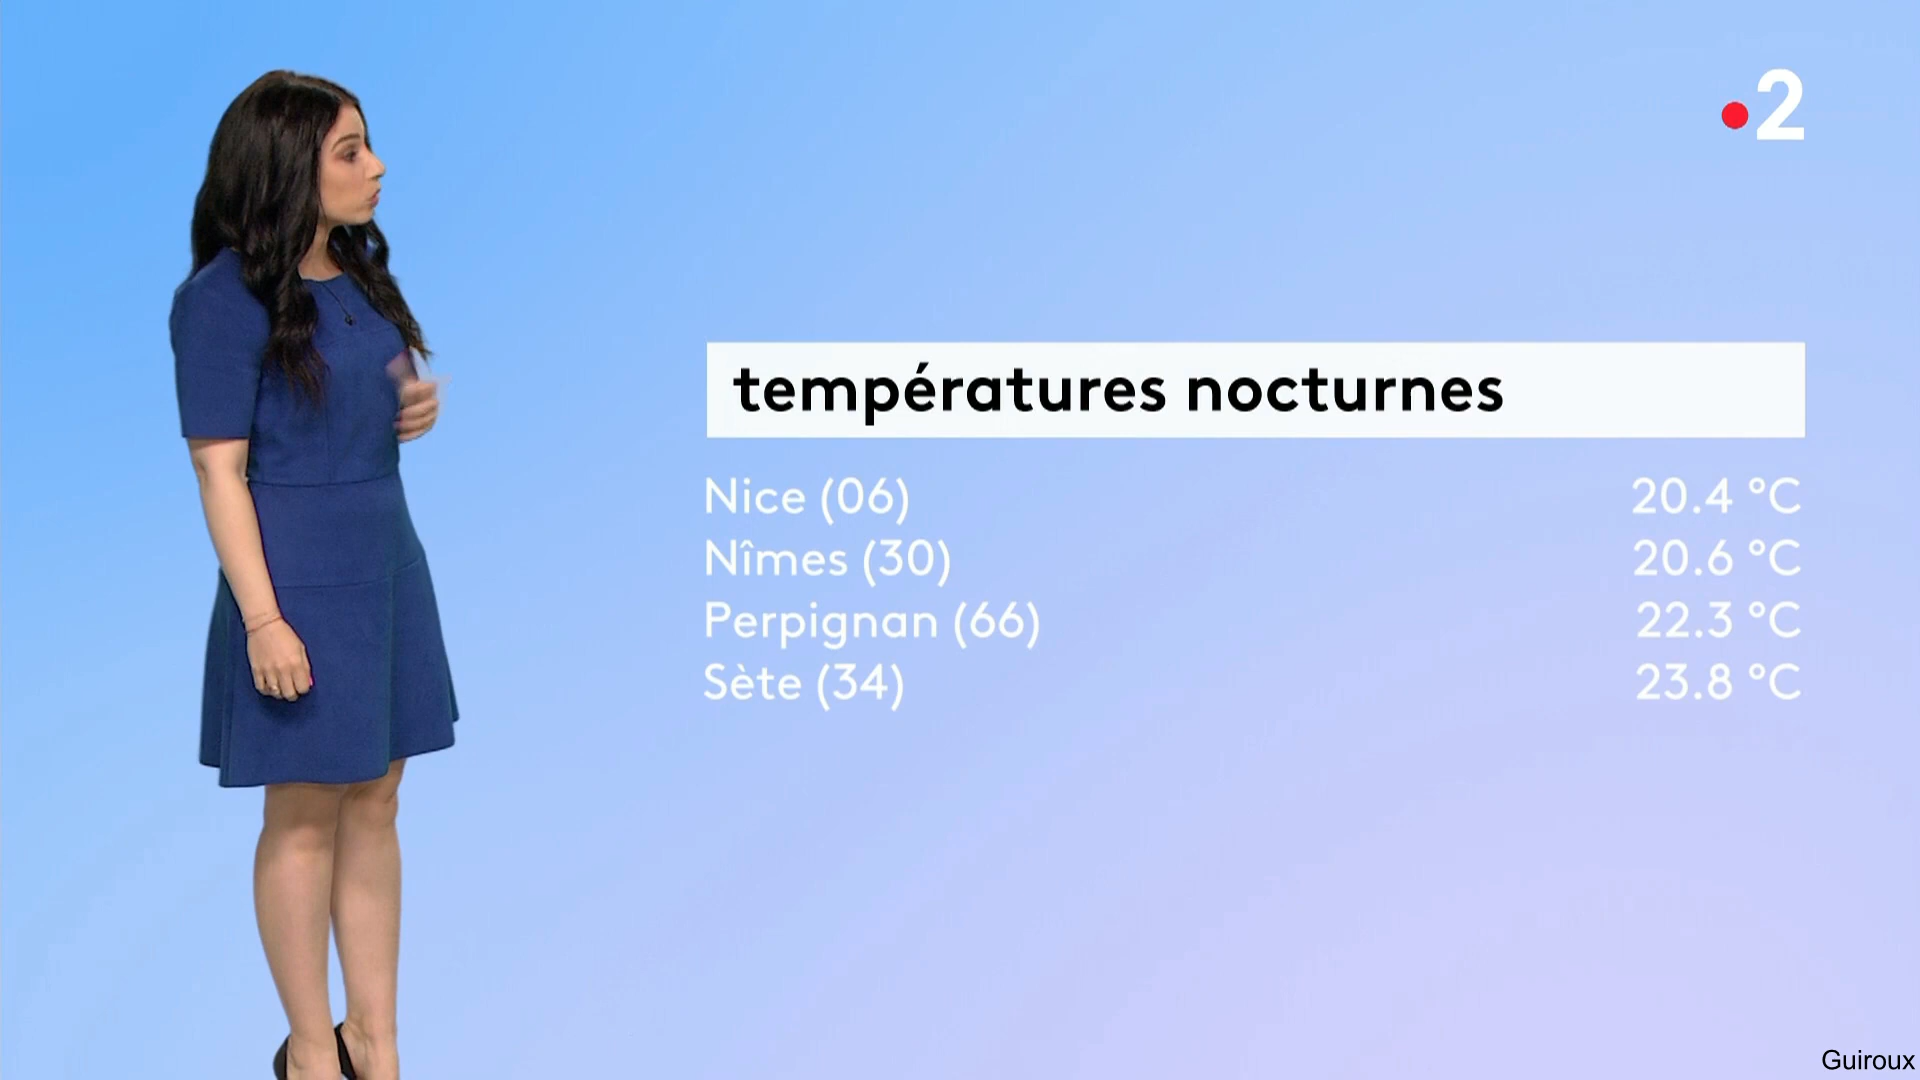 2
températures nocturnes
Nice (06) 20.4 °C
Nîmes (30) 20.6 °C
Perpignan (66) 22.3 °C
Sète (34) 23.8 °C
Guiroux